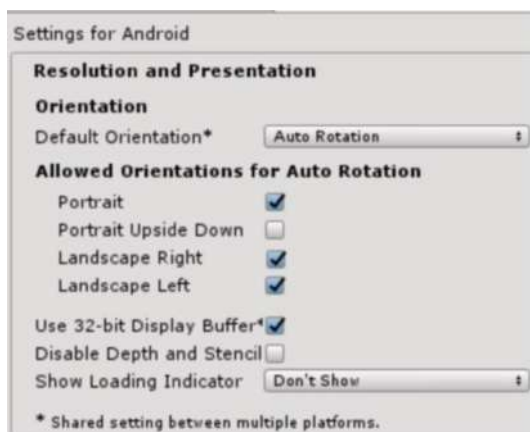 Settings for Android
Resolution and Presentation
Orientation
Default Orientation* Auto Rotation
Allowed Orientations for Auto Rotation
Portrait
Portrait Upside Down
Landscape Right
Landscape Left
Use 32-bit Display Buffer*
Disable Depth and Stencil
Show Loading Indicator Don't Show
* Shared setting between multiple platforms.